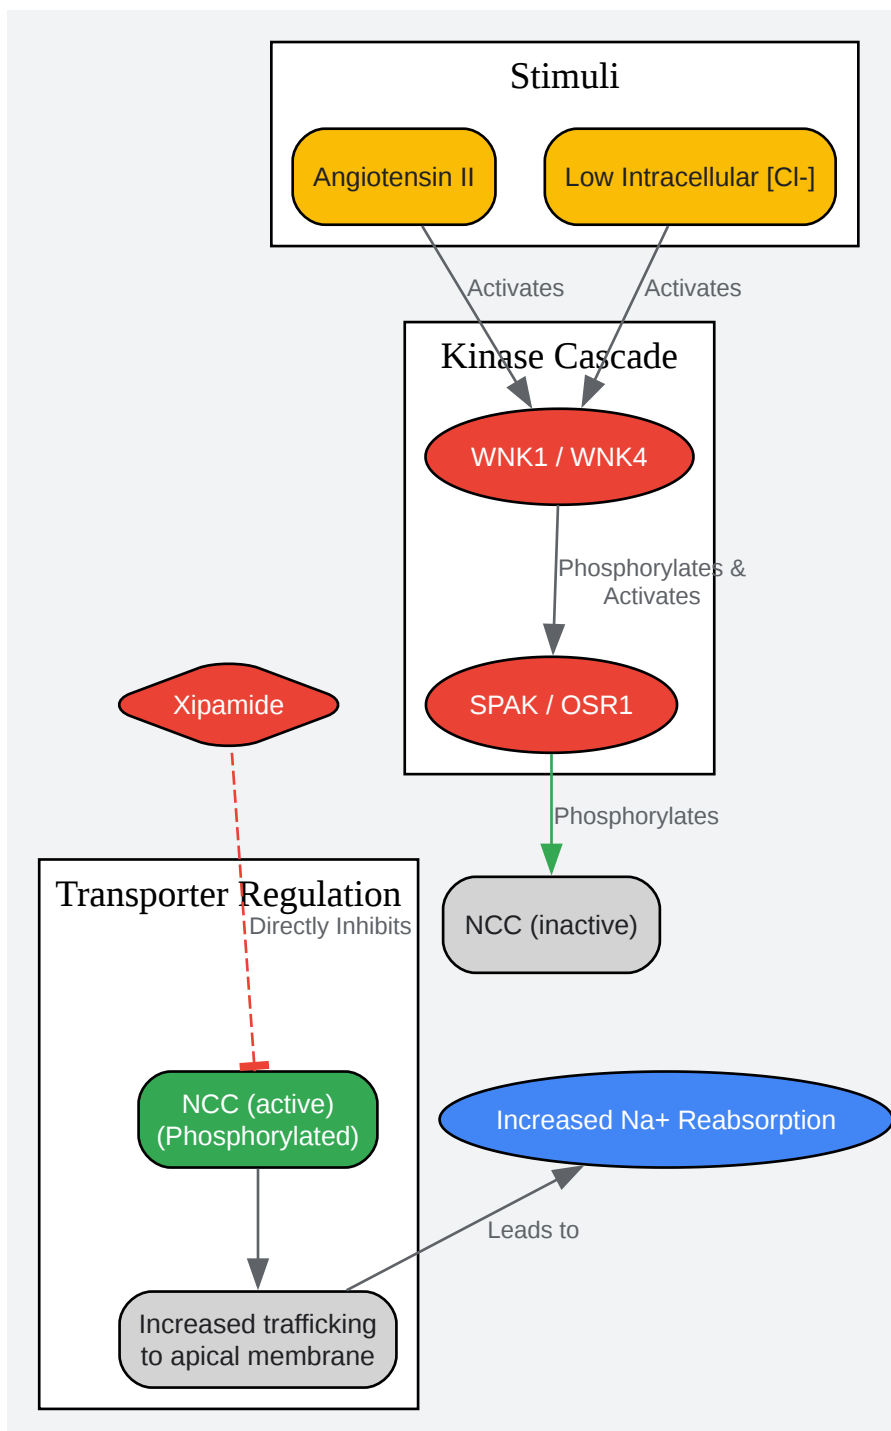 Stimuli
Angiotensin II
Low Intracellular [Cl-]
Activates
Activates
Kinase Cascade
WNK1 / WNK4
Phosphorylates &
Activates
Xipamide
SPAK / OSR1
Phosphorylates
Transporter Regulation
Directly Inhibits
NCC (inactive)
NCC (active)
(Phosphorylated)
Increased Na+ Reabsorption
Leads to
Increased trafficking
to apical membrane